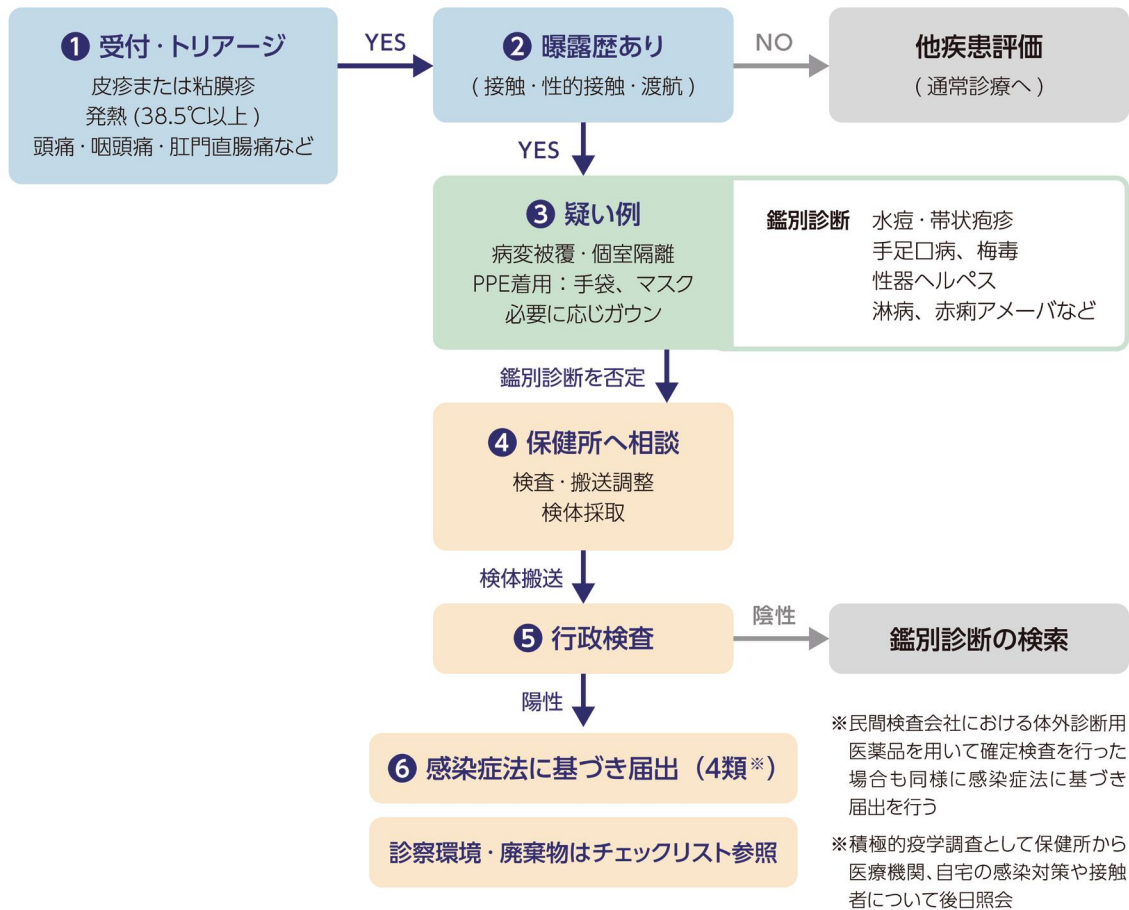 ❶ 受付・トリアージ
皮疹または粘膜疹
発熱 (38.5℃以上 )
頭痛・咽頭痛・肛門直腸痛など
YES
❷ 曝露歴あり
( 接触・性的接触・渡航 )
NO
他疾患評価
( 通常診療へ )
YES
❸ 疑い例
病変被覆・個室隔離
PPE着用：手袋、マスク
必要に応じガウン
鑑別診断 水痘・帯状疱疹
手足口病、梅毒
性器ヘルペス
淋病、赤痢アメーバなど
鑑別診断を否定
❹ 保健所へ相談
検査・搬送調整
検体採取
検体搬送
❺ 行政検査
陰性
鑑別診断の検索
陽性
❻ 感染症法に基づき届出（4類※）
診察環境・廃棄物はチェックリスト参照
※民間検査会社における体外診断用
医薬品を用いて確定検査を行った
場合も同様に感染症法に基づき
届出を行う
※積極的疫学調査として保健所から
医療機関、自宅の感染対策や接触
者について後日照会